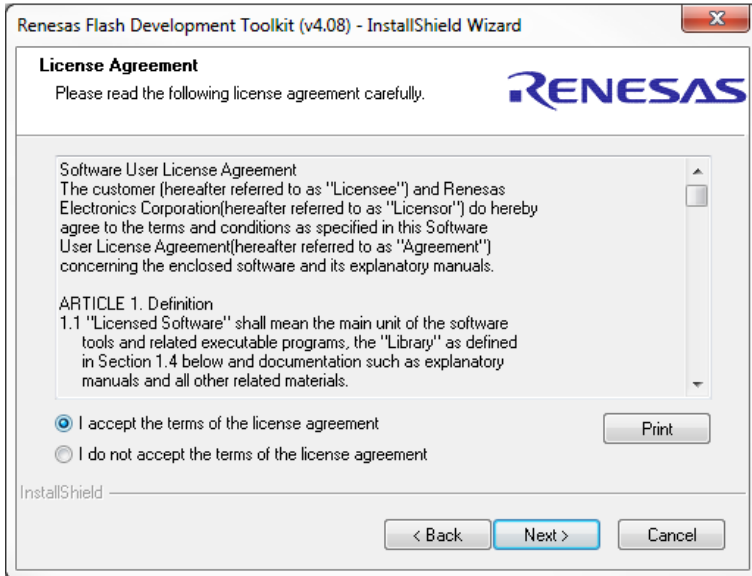 Renesas Flash Development Toolkit (v4.08) - InstallShield Wizard
License Agreement
Please read the following license agreement carefully.
RENESAS
Software User License Agreement
The customer (hereafter referred to as "Licensee") and Renesas
Electronics Corporation(hereafter referred to as "Licensor") do hereby
agree to the terms and conditions as specified in this Software
User License Agreement(hereafter referred to as "Agreement")
concerning the enclosed software and its explanatory manuals.
ARTICLE 1. Definition
1.1 "Licensed Software" shall mean the main unit of the software
tools and related executable programs, the "Library" as defined
in Section 1.4 below and documentation such as explanatory
manuals and all other related materials.
I accept the terms of the license agreement
Print
I do not accept the terms of the license agreement
InstallShield
< Back
Next >
Cancel